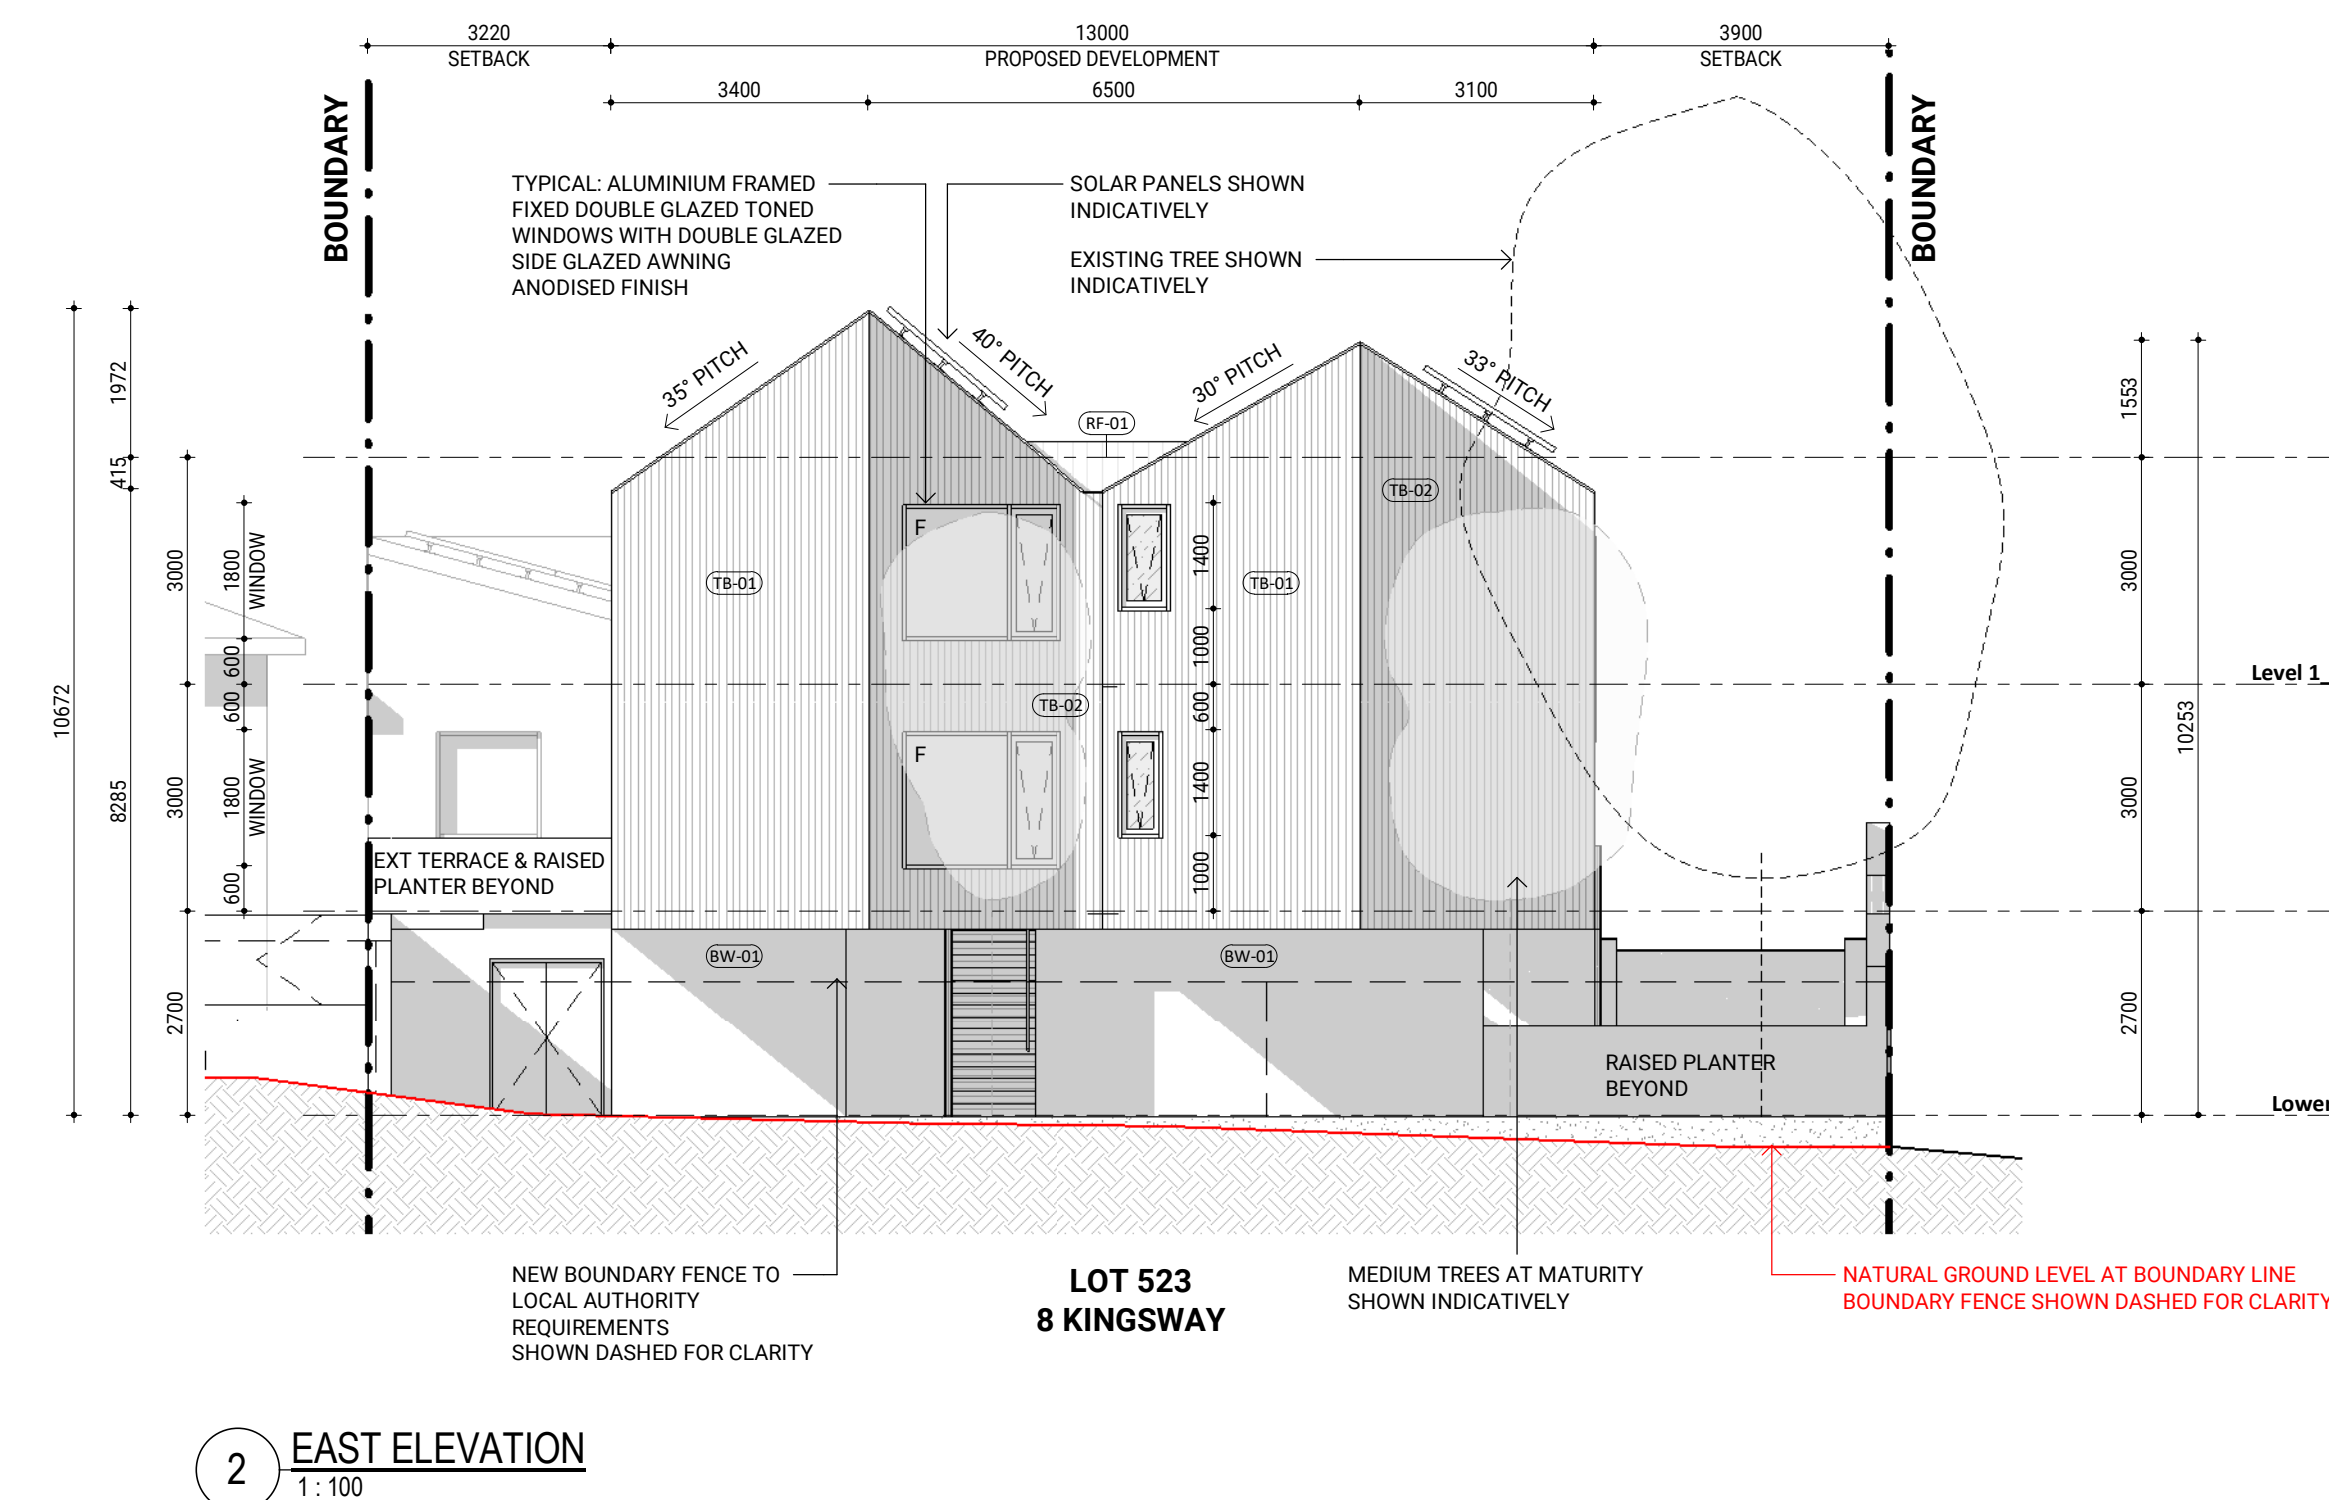 3220
13000
3900
SETBACK
PROPOSED DEVELOPMENT
SETBACK
3400
6500
3100
BOUNDARY
BOUNDARY
TYPICAL: ALUMINIUM FRAMED
FIXED DOUBLE GLAZED TONED
WINDOWS WITH DOUBLE GLAZED
SIDE GLAZED AWNING
ANODISED FINISH
SOLAR PANELS SHOWN
INDICATIVELY
EXISTING TREE SHOWN
INDICATIVELY
35° PITCH
40° PITCH
30° PITCH
33° PITCH
RF-01
TB-02
TB-01
TB-01
TB-02
F
F
10672
1972
415
8285
3000
3000
2700
1800
WINDOW
600
600
1800
WINDOW
600
1400
1000
600
1400
1000
1553
3000
3000
2700
10253
Level 1_
Lower
EXT TERRACE & RAISED
PLANTER BEYOND
BW-01
BW-01
RAISED PLANTER
BEYOND
NEW BOUNDARY FENCE TO
LOCAL AUTHORITY
REQUIREMENTS
SHOWN DASHED FOR CLARITY
LOT 523
8 KINGSWAY
MEDIUM TREES AT MATURITY
SHOWN INDICATIVELY
NATURAL GROUND LEVEL AT BOUNDARY LINE
BOUNDARY FENCE SHOWN DASHED FOR CLARITY
2
EAST ELEVATION
1 : 100